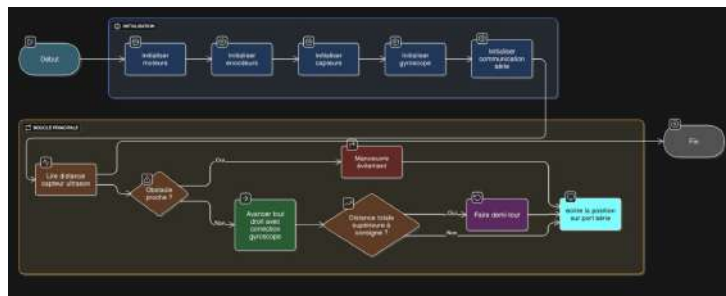 INITIALISATION
Début
Initialiser
moteurs
Initialiser
encodeurs
Initialiser
capteurs
Initialiser
gyroscope
Initialiser
communication
série
BOUCLE PRINCIPALE
Fin
Lire distance
capteur ultrason
Obstacle
proche ?
Oui
Manoeuvre
évitement
Non
Avancer tout
droit avec
correction
gyroscope
Distance totale
supérieure à
consigne ?
Oui
Faire demi-tour
Non
écrire la position
sur port série